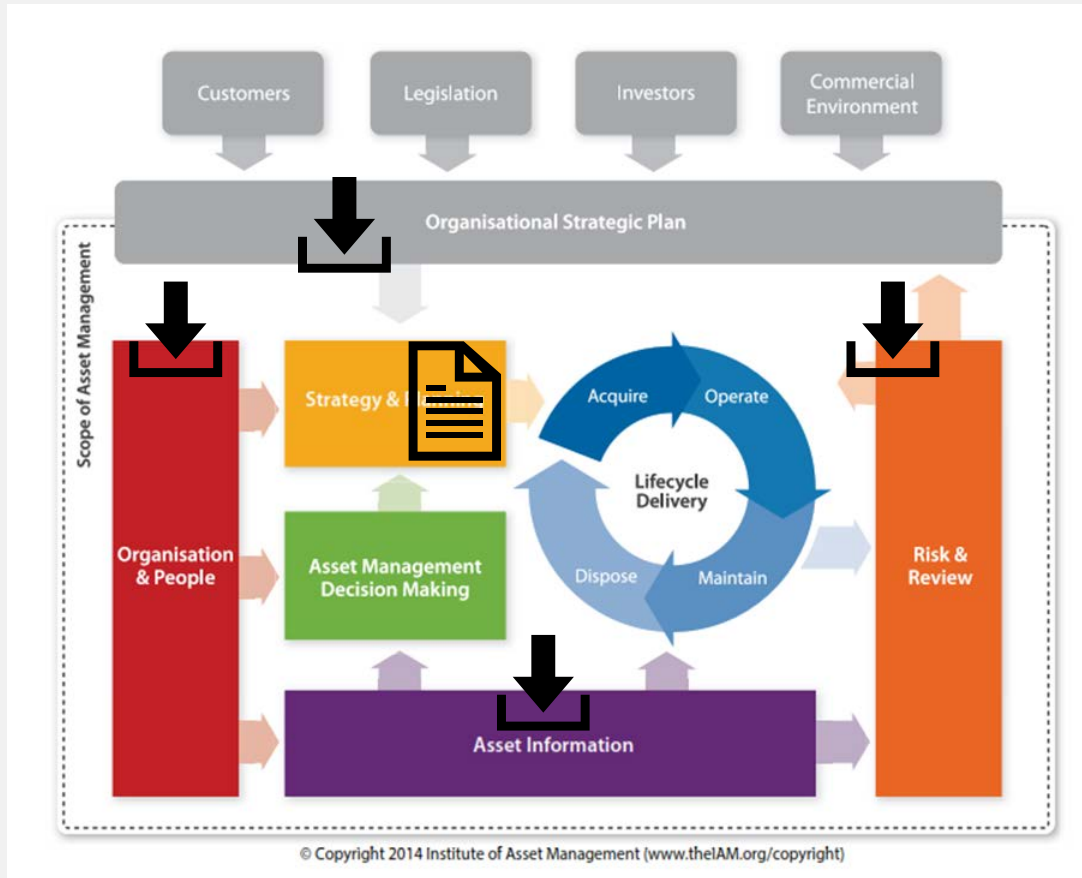 Customers
Legislation
Investors
Commercial
Environment
Organisational Strategic Plan
Scope of Asset Management
Strategy &
Acquire
Operate
Lifecycle
Delivery
Organisation
& People
Asset Management
Decision Making
Dispose
Maintain
Risk &
Review
Asset Information
© Copyright 2014 Institute of Asset Management (www.theIAM.org/copyright)